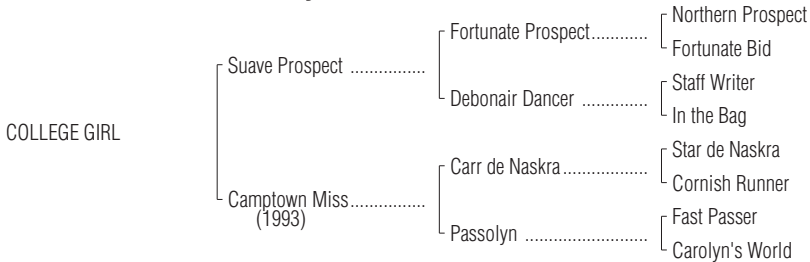 Northern Prospect
Fortunate Prospect............
Fortunate Bid
Suave Prospect ................
Staff Writer
Debonair Dancer ..............
In the Bag
COLLEGE GIRL
Star de Naskra
Carr de Naskra..................
Cornish Runner
Camptown Miss................
(1993)
Fast Passer
Passolyn ..........................
Carolyn's World